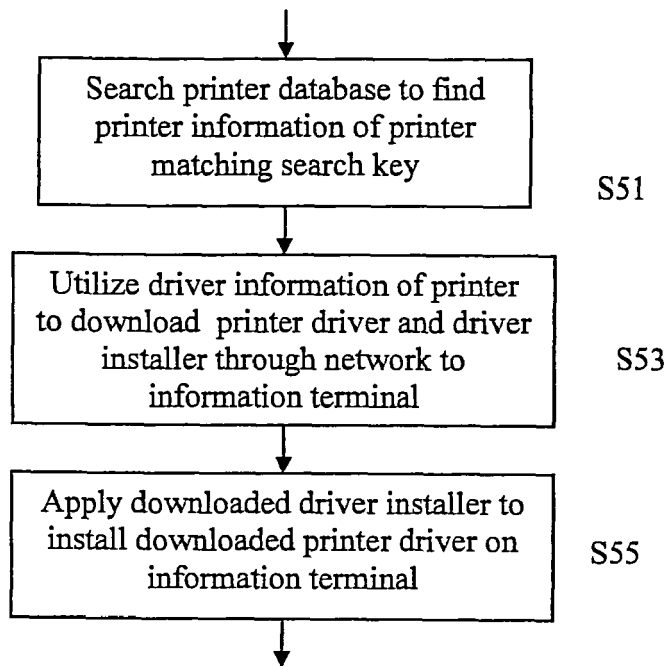 Search printer database to find
printer information of printer
matching search key
S51
Utilize driver information of printer
to download printer driver and driver
installer through network to
information terminal
S53
Apply downloaded driver installer to
install downloaded printer driver on
information terminal
S55